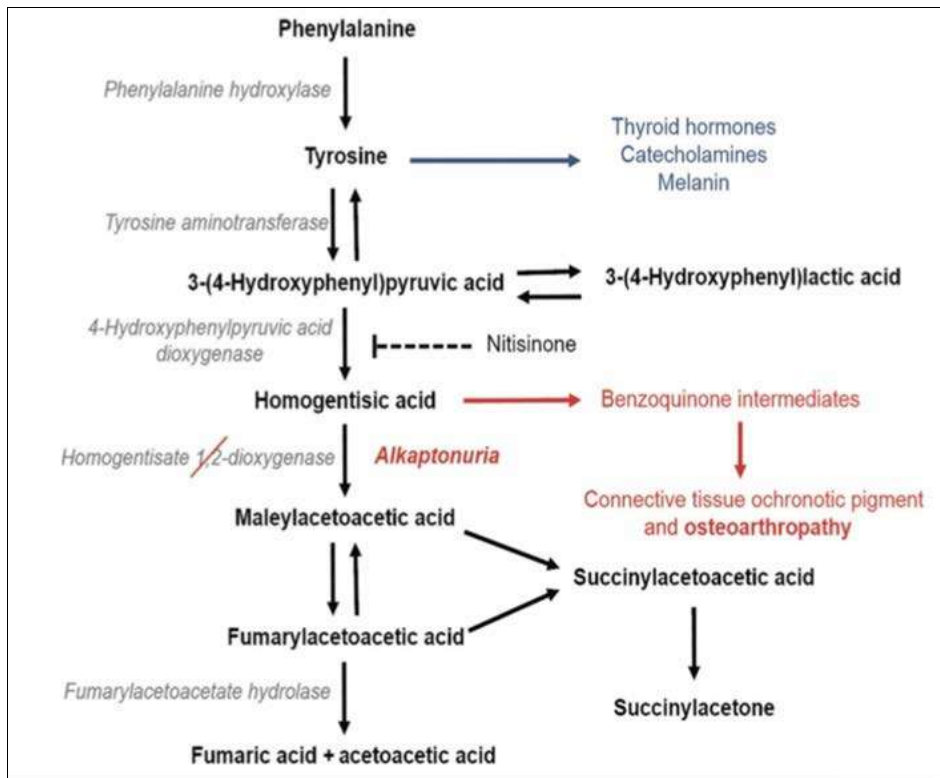 Phenylalanine
Phenylalanine hydroxylase
Thyroid hormones
Catecholamines
Melanin
Tyrosine
Tyrosine aminotransferase
3-(4-Hydroxyphenyl)pyruvic acid
3-(4-Hydroxyphenyl)lactic acid
4-Hydroxyphenylpyruvic acid
dioxygenase
Nitisinone
Homogentisic acid
Benzoquinone intermediates
Homogentisate 1,2-dioxygenase
Alkaptonuria
Connective tissue ochronotic pigment
and osteoarthropathy
Maleylacetoacetic acid
Succinylacetoacetic acid
Fumarylacetoacetic acid
Fumarylacetoacetate hydrolase
Succinylacetone
Fumaric acid + acetoacetic acid